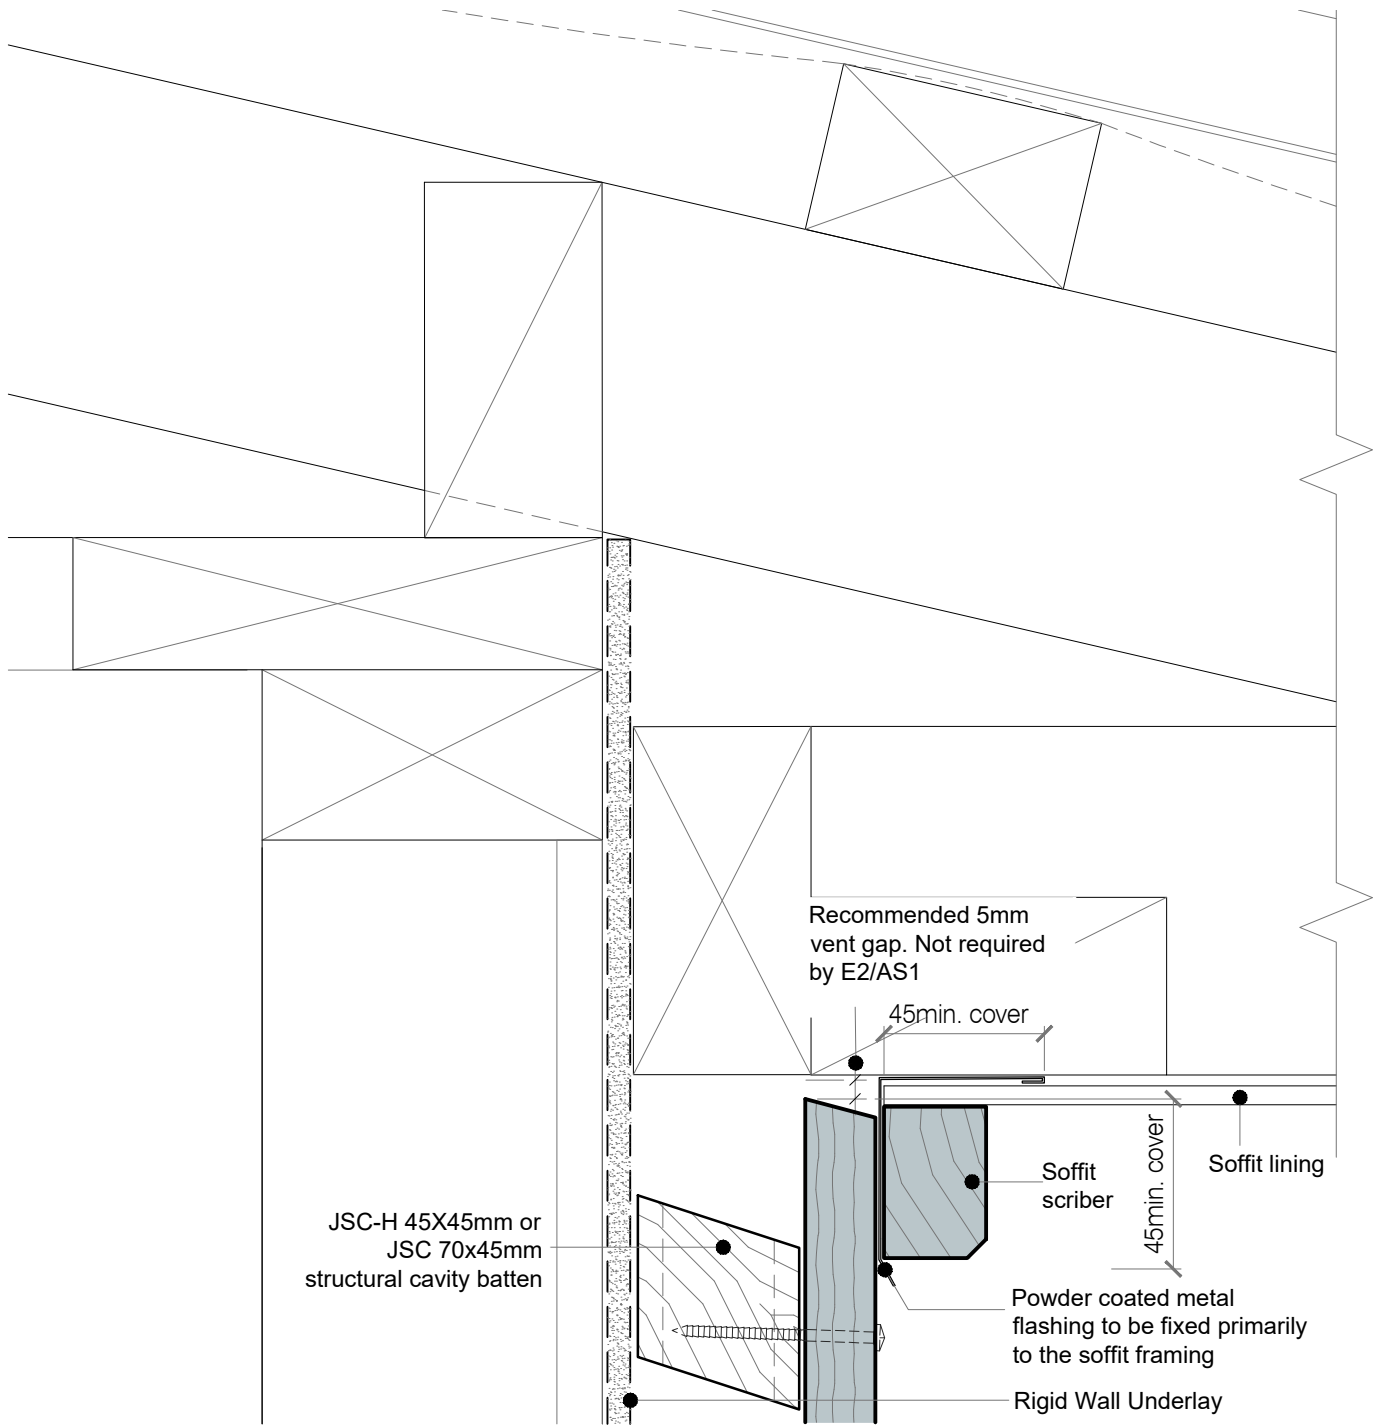 Recommended 5mm
vent gap. Not required
by E2/AS1
45min. cover
45min. cover
Soffit lining
Soffit
scriber
JSC-H 45X45mm or
JSC 70x45mm
structural cavity batten
Powder coated metal
flashing to be fixed primarily
to the soffit framing
Rigid Wall Underlay